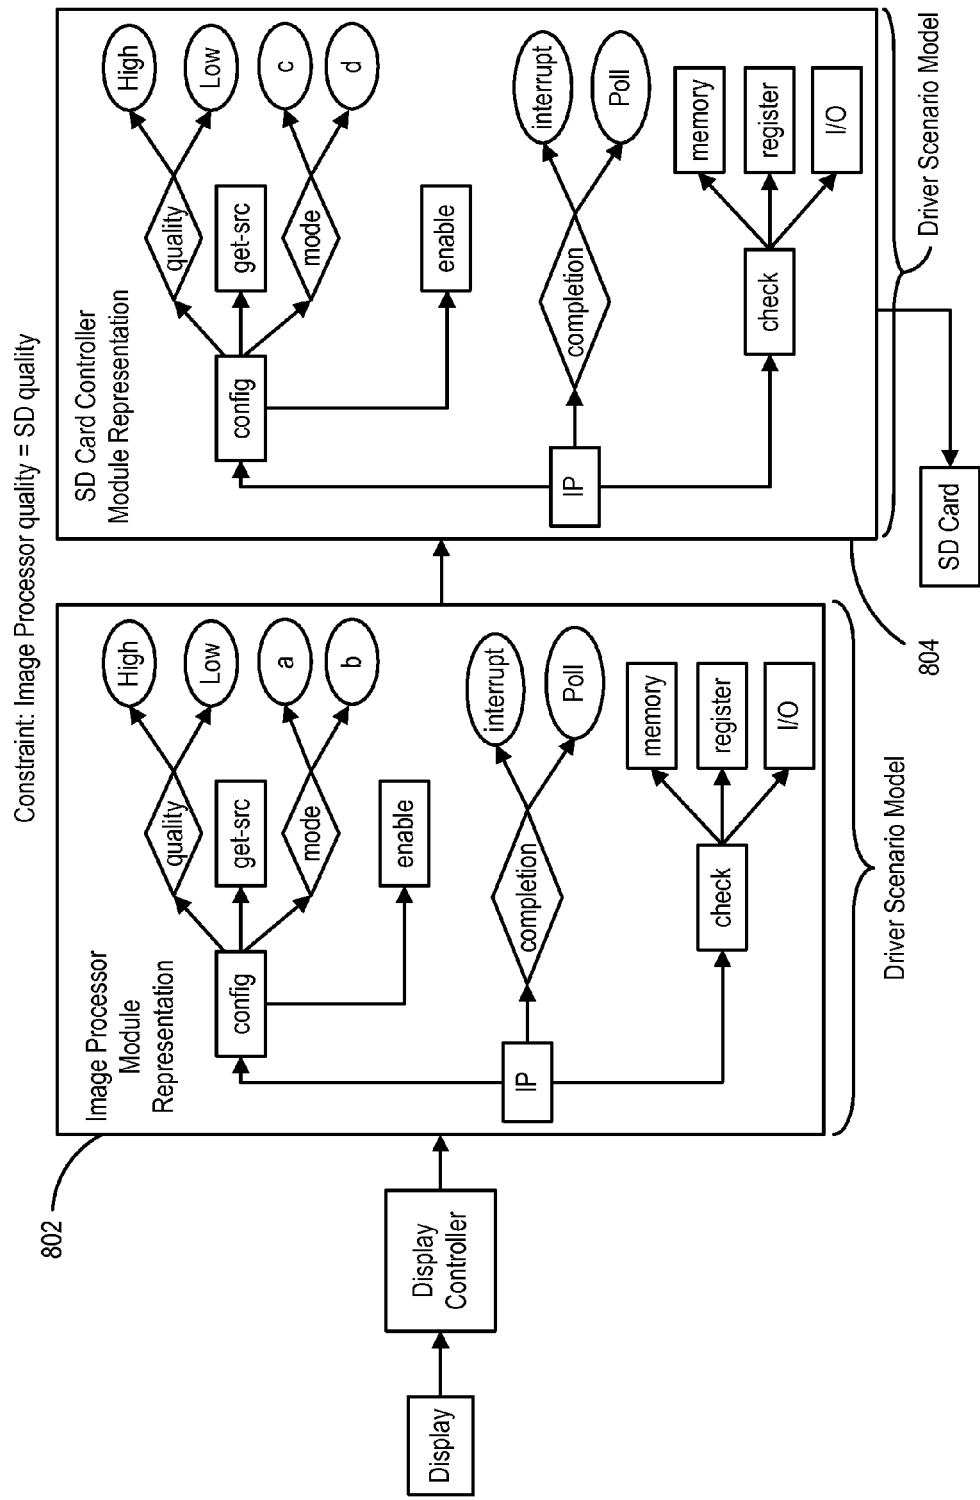 Constraint: Image Processor quality = SD quality
802
Image Processor
Module
Representation
Display
Display
Controller
IP
config
quality
High
Low
get-src
mode
a
b
enable
completion
interrupt
Poll
check
memory
register
I/O
Driver Scenario Model
SD Card Controller
Module Representation
IP
config
quality
High
Low
get-src
mode
c
d
enable
completion
interrupt
Poll
check
memory
register
I/O
804
SD Card
Driver Scenario Model